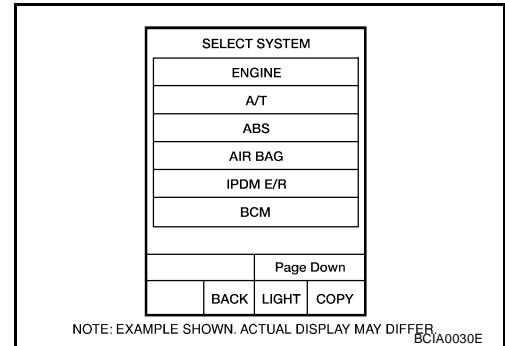 SELECT SYSTEM
ENGINE
A/T
ABS
AIR BAG
IPDM E/R
BCM
Page Down
BACK LIGHT COPY
NOTE: EXAMPLE SHOWN. ACTUAL DISPLAY MAY DIFFER.
BCIA0030E